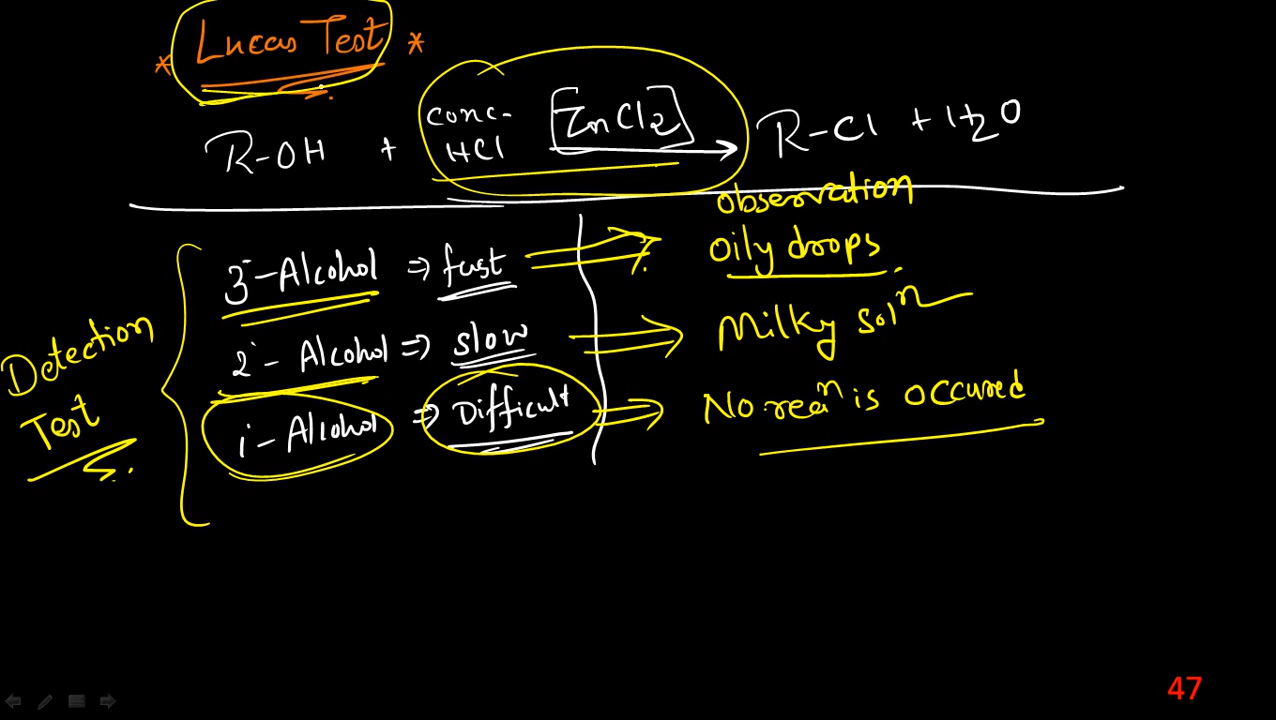 * Lucas Test *
R-OH + conc. HCl [ZnCl2] → R-Cl + H2O
observation
3°-Alcohol ⇒ fast ⇒ Oily drops
2°-Alcohol ⇒ slow ⇒ Milky solⁿ
1°-Alcohol ⇒ Difficult ⇒ No reaⁿ is occured
Detection
Test
47